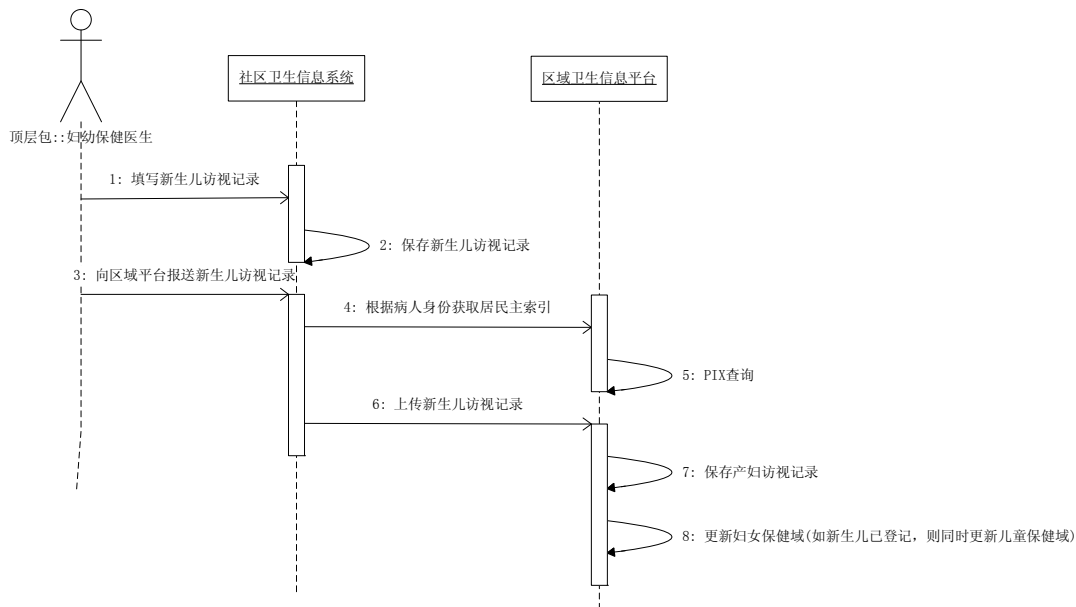 社区卫生信息系统
区域卫生信息平台
顶层包::妇幼保健医生
1: 填写新生儿访视记录
2: 保存新生儿访视记录
3: 向区域平台报送新生儿访视记录
4: 根据病人身份获取居民主索引
5: PIX查询
6: 上传新生儿访视记录
7: 保存产妇访视记录
8: 更新妇女保健域(如新生儿已登记，则同时更新儿童保健域)